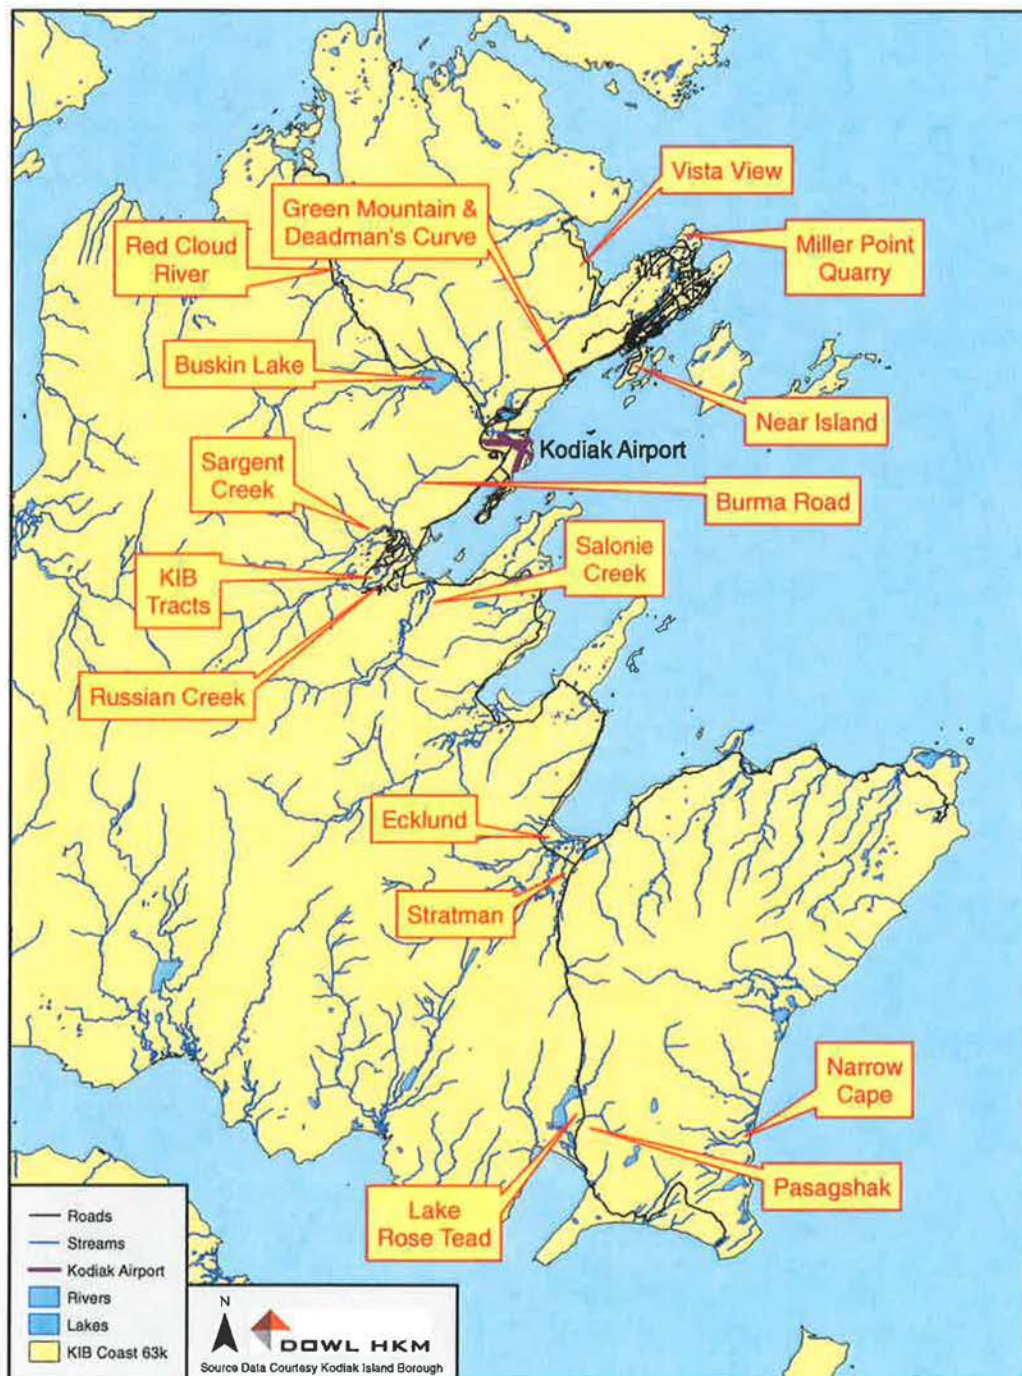 Vista View
Green Mountain &
Deadman's Curve
Miller Point
Quarry
Red Cloud
River
Buskin Lake
Near Island
Kodiak Airport
Sargent
Creek
Burma Road
Salonie
Creek
KIB
Tracts
Russian Creek
Ecklund
Stratman
Narrow
Cape
Pasagshak
Lake
Rose Tead
Roads
Streams
Kodiak Airport
Rivers
Lakes
KIB Coast 63k
N
DOWL HKM
Source Data Courtesy Kodiak Island Borough